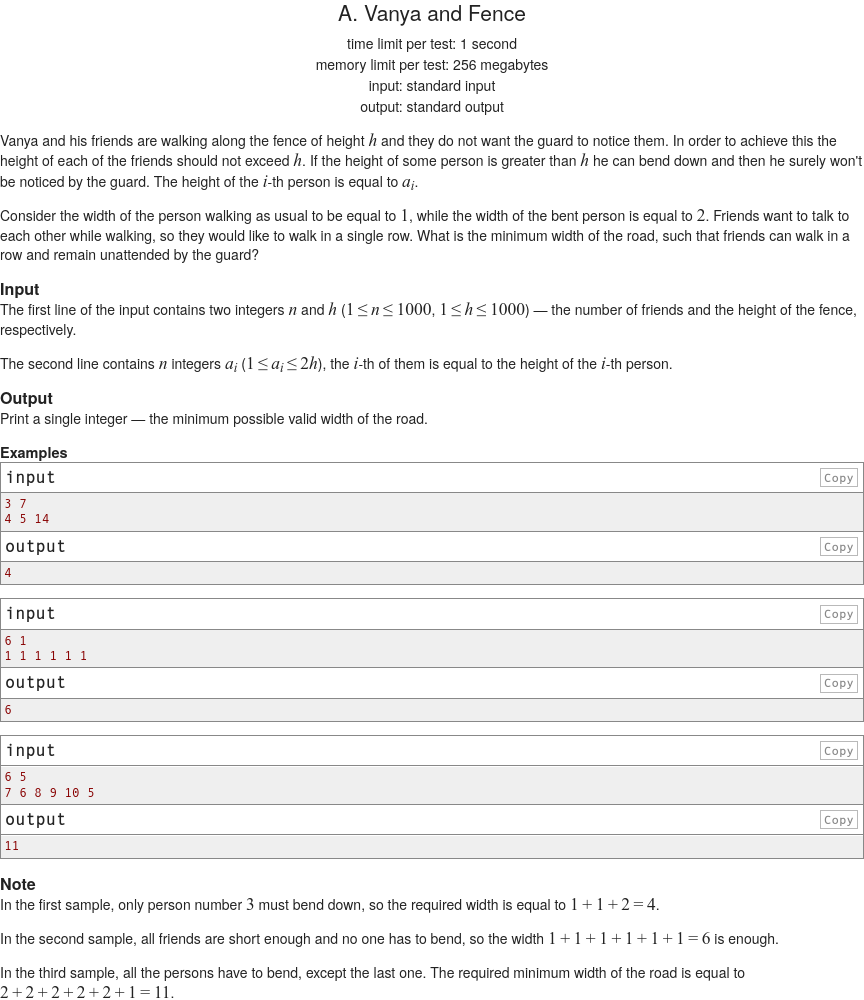 A. Vanya and Fence
time limit per test: 1 second
memory limit per test: 256 megabytes
input: standard input
output: standard output
Vanya and his friends are walking along the fence of height h and they do not want the guard to notice them. In order to achieve this the
height of each of the friends should not exceed h. If the height of some person is greater than h he can bend down and then he surely won't
be noticed by the guard. The height of the i-th person is equal to aᵢ.
Consider the width of the person walking as usual to be equal to 1, while the width of the bent person is equal to 2. Friends want to talk to
each other while walking, so they would like to walk in a single row. What is the minimum width of the road, such that friends can walk in a
row and remain unattended by the guard?
Input
The first line of the input contains two integers n and h (1 ≤ n ≤ 1000, 1 ≤ h ≤ 1000) — the number of friends and the height of the fence,
respectively.
The second line contains n integers aᵢ (1 ≤ aᵢ ≤ 2h), the i-th of them is equal to the height of the i-th person.
Output
Print a single integer — the minimum possible valid width of the road.
Examples
input Copy
3 7
4 5 14
output Copy
4
input Copy
6 1
1 1 1 1 1 1
output Copy
6
input Copy
6 5
7 6 8 9 10 5
output Copy
11
Note
In the first sample, only person number 3 must bend down, so the required width is equal to 1 + 1 + 2 = 4.
In the second sample, all friends are short enough and no one has to bend, so the width 1 + 1 + 1 + 1 + 1 + 1 = 6 is enough.
In the third sample, all the persons have to bend, except the last one. The required minimum width of the road is equal to
2 + 2 + 2 + 2 + 2 + 1 = 11.